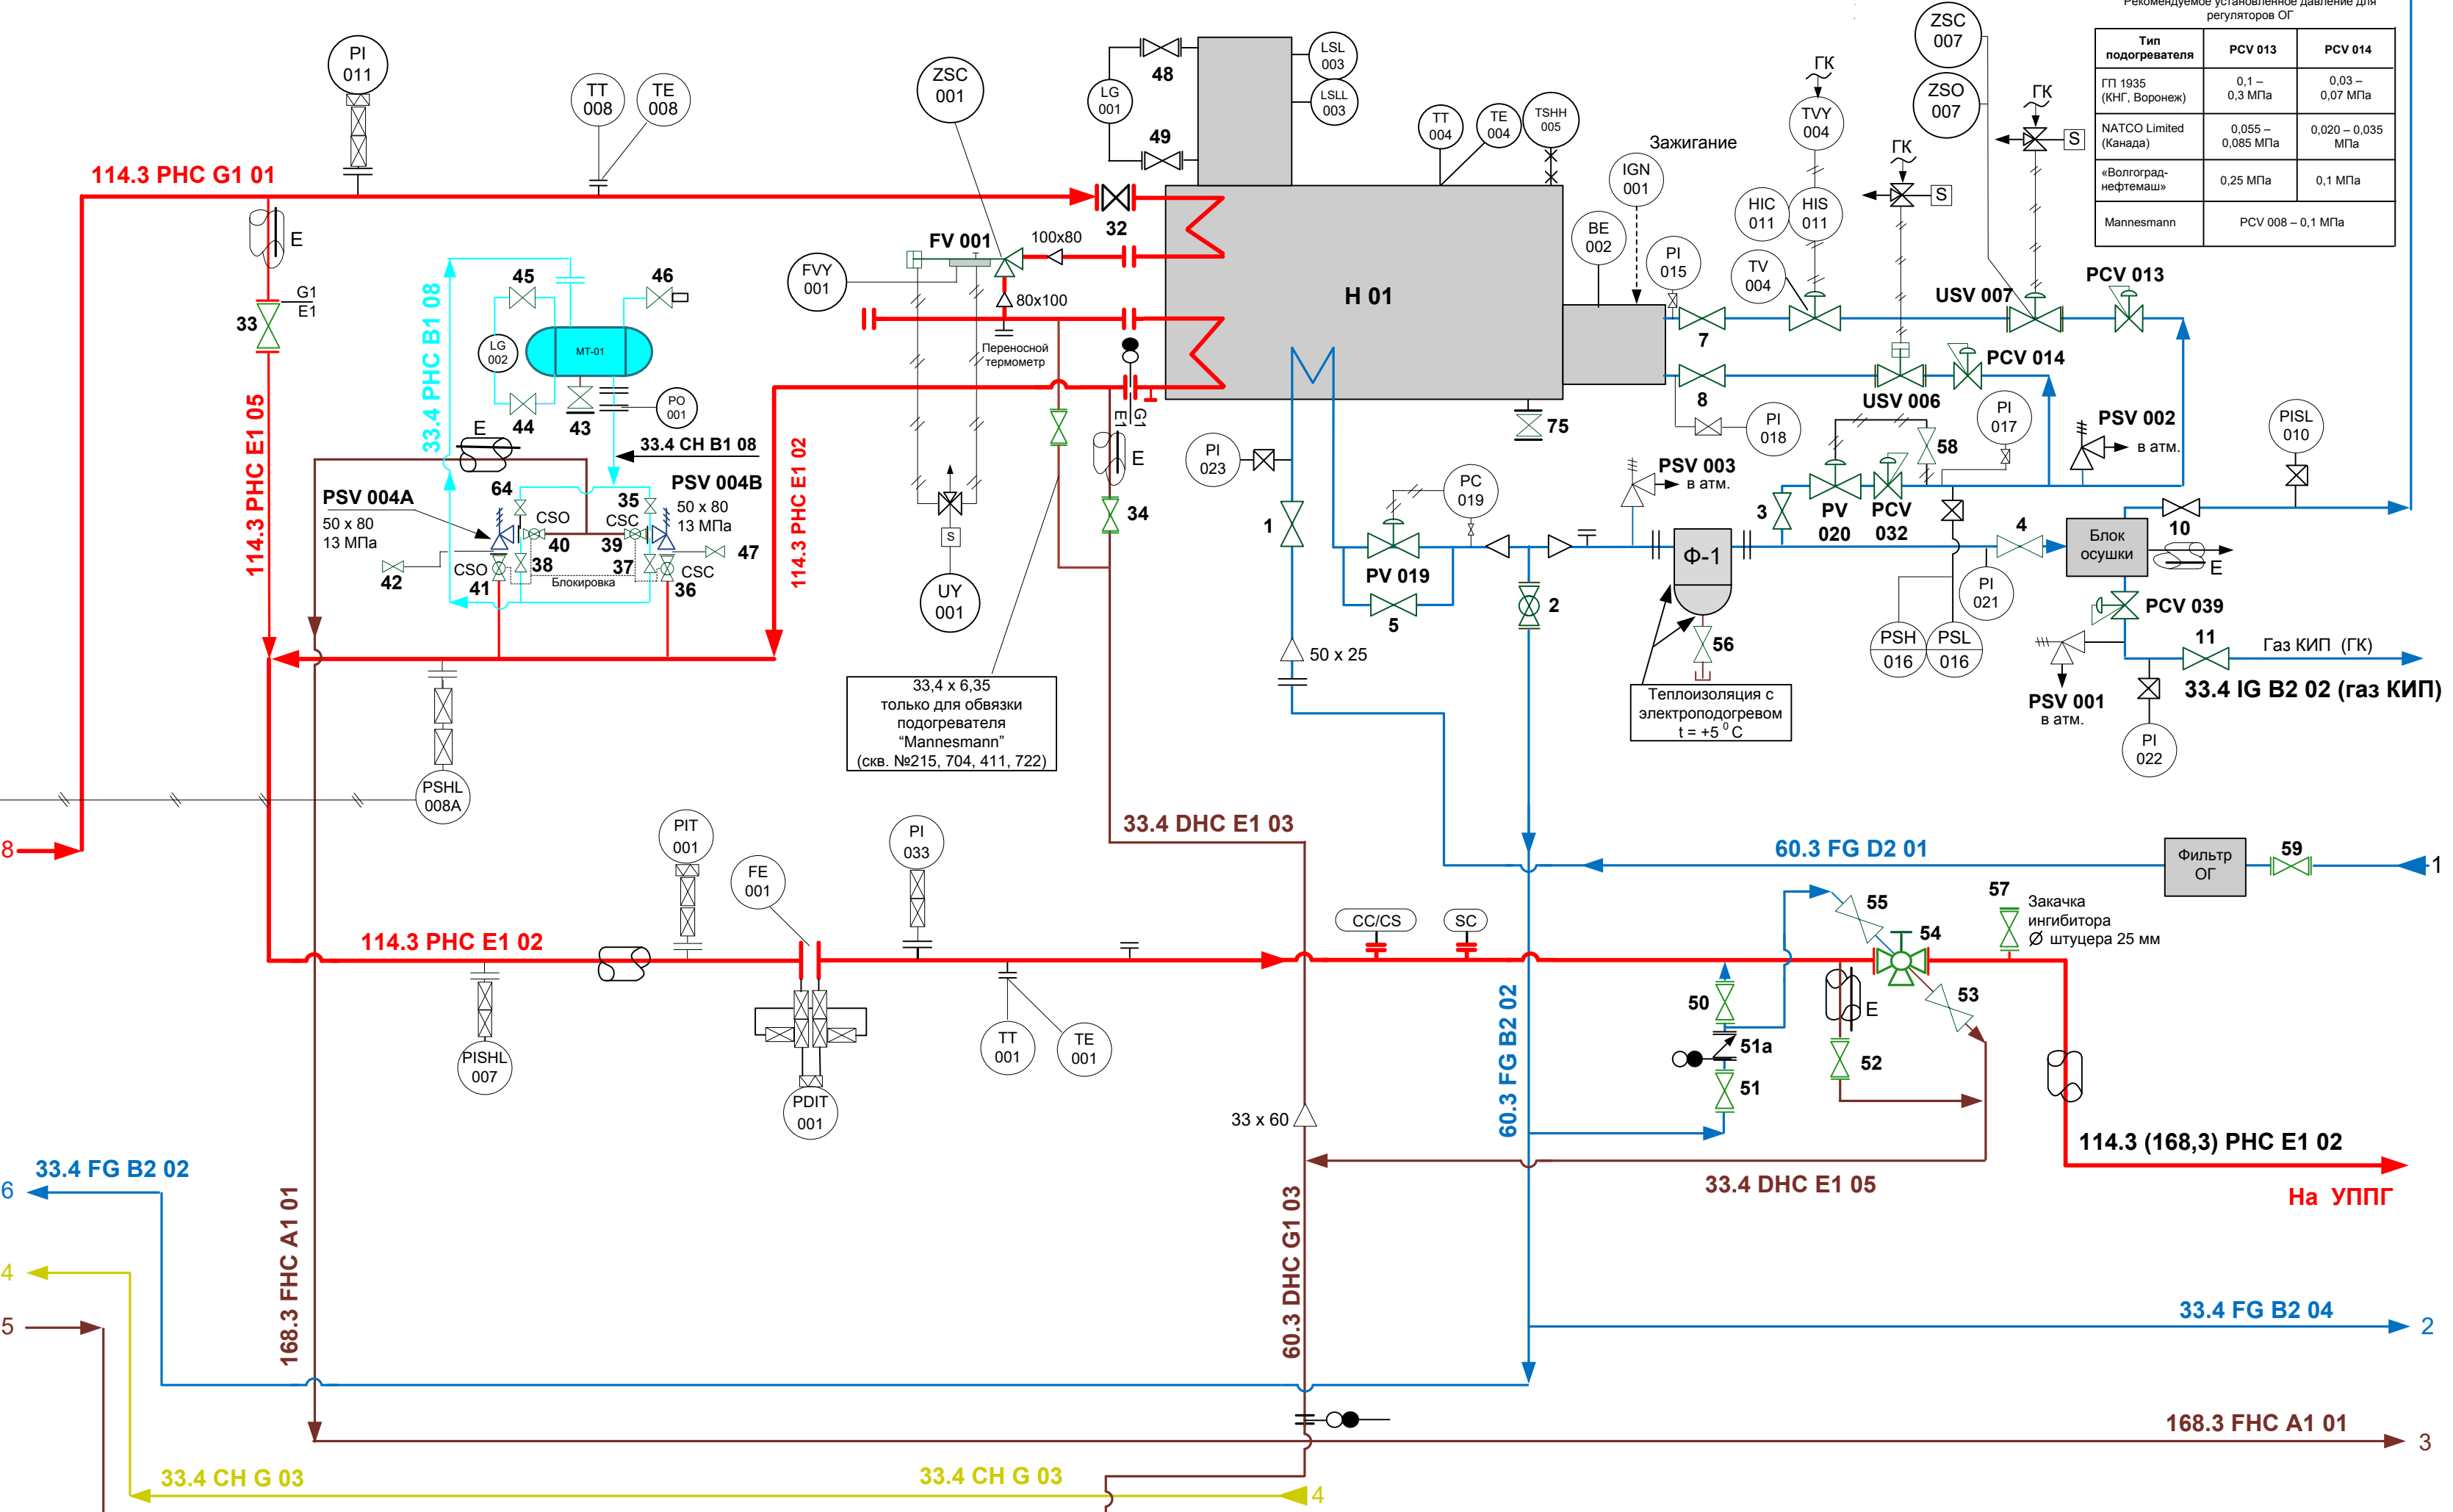 Рекомендуемое установленное давление для
регуляторов ОГ
Тип
подогревателя
PCV 013
PCV 014
ГП 1935
(КНГ, Воронеж)
0,1 –
0,3 МПа
0,03 –
0,07 МПа
NATCO Limited
(Канада)
0,055 –
0,085 МПа
0,020 – 0,035
МПа
«Волгоград-
нефтемаш»
0,25 МПа
0,1 МПа
Mannesmann
PCV 008 – 0,1 МПа
PI
011
TT
008
TE
008
ZSC
001
48
LG
001
49
LSL
003
LSLL
003
TT
004
TE
004
TSHH
005
Зажигание
IGN
001
ГК
TVY
004
HIC
011
HIS
011
ГК
S
ZSC
007
ZSO
007
ГК
S
114.3 PHC G1 01
E
32
FV 001
100x80
FVY
001
80x100
Переносной
термометр
H 01
BE
002
PI
015
TV
004
USV 007
PCV 013
7
PCV 014
8
USV 006
PI
018
PI
017
PSV 002
в атм.
PISL
010
33
G1
E1
33.4 PHC B1 08
45
46
LG
002
МТ-01
44
43
PO
001
E
33.4 CH B1 08
114.3 PHC E1 05
114.3 PHC E1 02
PSV 004A
50 x 80
13 МПа
64
35
PSV 004B
50 x 80
13 МПа
CSO
CSC
40
39
47
42
CSO
41
38
37
CSC
36
Блокировка
S
UY
001
G1
E1
E
34
75
PI
023
1
PC
019
PV 019
5
PSV 003
в атм.
58
3
PV
020
PCV
032
4
Блок
осушки
10
E
Ф-1
2
56
PI
021
PSH
016
PSL
016
PCV 039
11
Газ КИП (ГК)
33.4 IG B2 02 (газ КИП)
PSV 001
в атм.
PI
022
50 x 25
Теплоизоляция с
электроподогревом
t = +5 0 C
33,4 x 6,35
только для обвязки
подогревателя
“Mannesmann”
(скв. №215, 704, 411, 722)
PSHL
008A
8
PIT
001
PI
033
FE
001
33.4 DHC E1 03
60.3 FG D2 01
Фильтр
ОГ
59
1
CC/CS
SC
55
57
Закачка
ингибитора
Ø штуцера 25 мм
54
114.3 PHC E1 02
50
51a
51
E
52
53
PISHL
007
PDIT
001
TT
001
TE
001
60.3 FG B2 02
33 x 60
114.3 (168,3) PHC E1 02
На УППГ
33.4 DHC E1 05
33.4 FG B2 02
6
168.3 FHC A1 01
60.3 DHC G1 03
4
5
33.4 FG B2 04
2
168.3 FHC A1 01
3
33.4 CH G 03
33.4 CH G 03
4